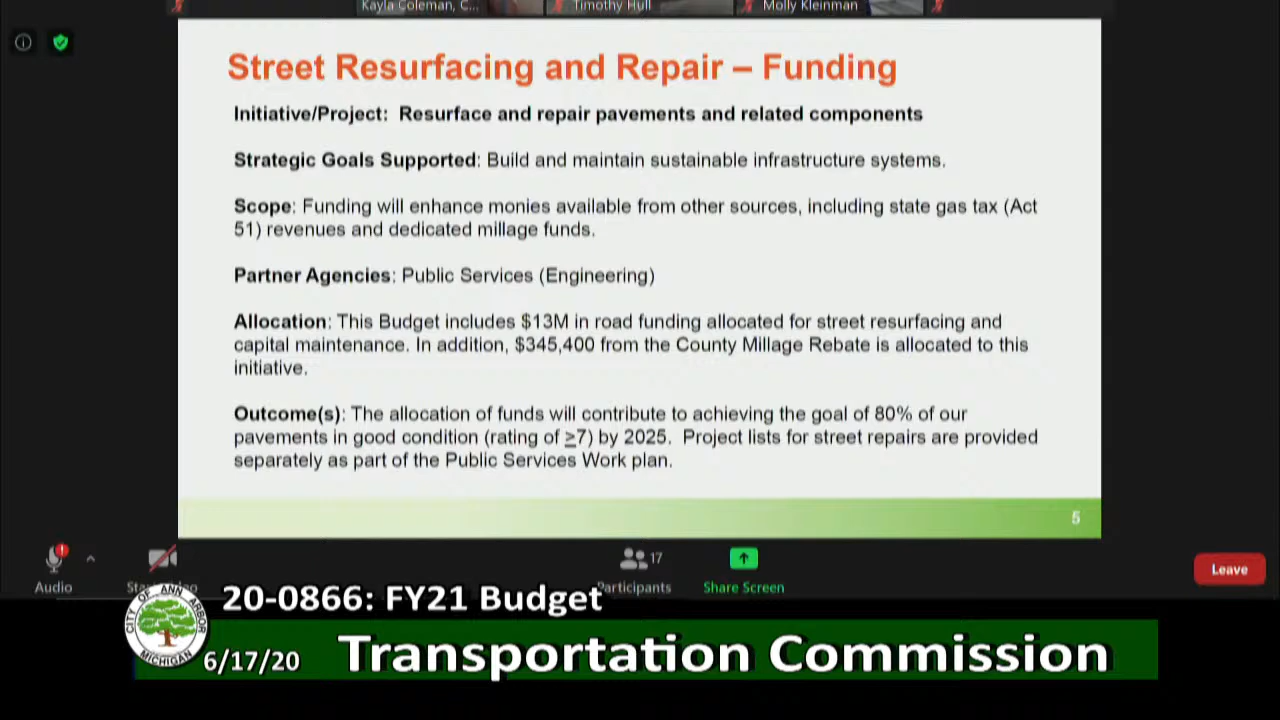 Kayla Coleman, C...
Timothy Hull
Molly Kleinman
Street Resurfacing and Repair – Funding
Initiative/Project:  Resurface and repair pavements and related components
Strategic Goals Supported: Build and maintain sustainable infrastructure systems.
Scope: Funding will enhance monies available from other sources, including state gas tax (Act
51) revenues and dedicated millage funds.
Partner Agencies: Public Services (Engineering)
Allocation: This Budget includes $13M in road funding allocated for street resurfacing and
capital maintenance. In addition, $345,400 from the County Millage Rebate is allocated to this
initiative.
Outcome(s): The allocation of funds will contribute to achieving the goal of 80% of our
pavements in good condition (rating of ≥7) by 2025.  Project lists for street repairs are provided
separately as part of the Public Services Work plan.
5
17
Audio
Participants
Share Screen
Leave
20-0866: FY21 Budget
CITY OF ANN ARBOR
MICHIGAN
6/17/20
Transportation Commission